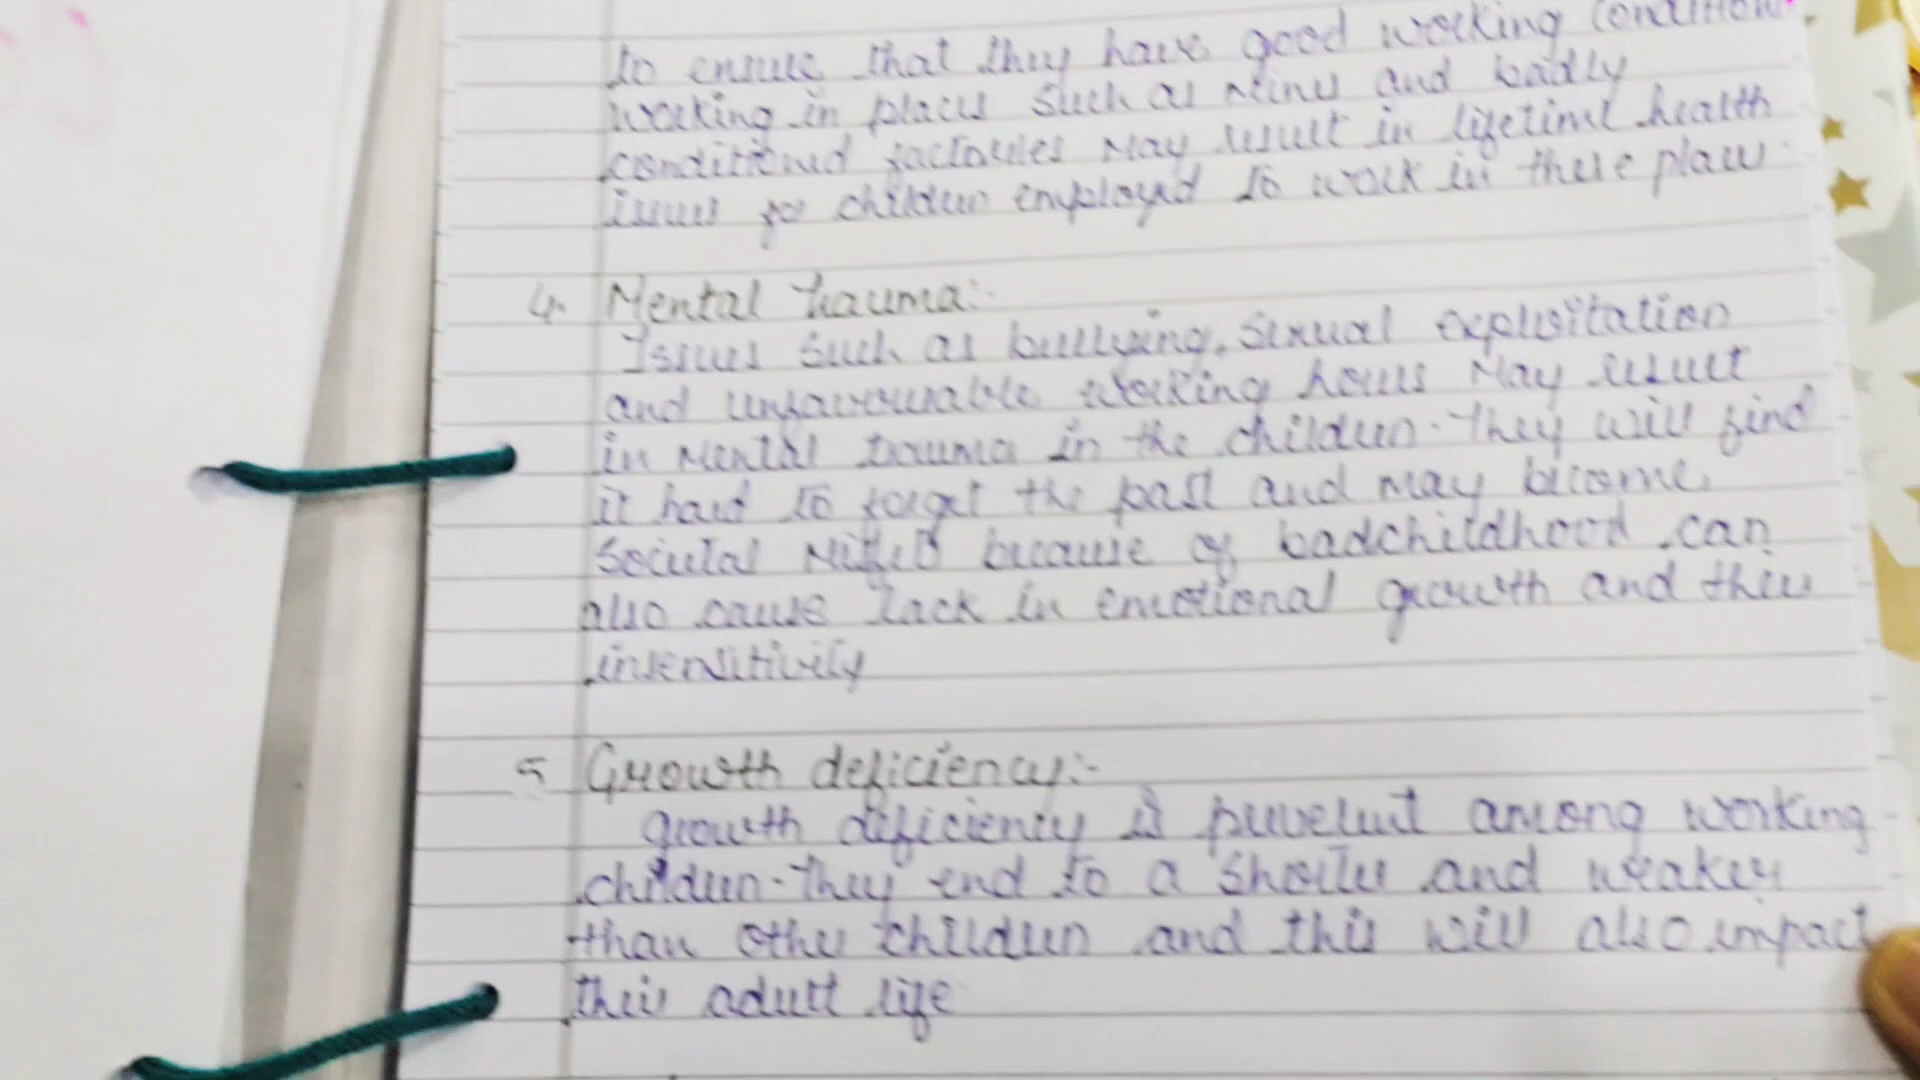 to ensure that they have good working condition
working in places such as mines and badly
conditioned factories may result in lifetime health
issues for children employed to work in these places.
4. Mental trauma:-
Issues such as bullying, sexual exploitation
and unfavourable working hours may result
in mental trauma in the children. They will find
it hard to forget the past and may become
societal because of badchildhood can
also cause lack in emotional growth and their
insensitivity
5 Growth deficiency:-
growth deficiency is prevelent among working
children. They end to a shorter and weaker
than other children and this will also impact
their adult life